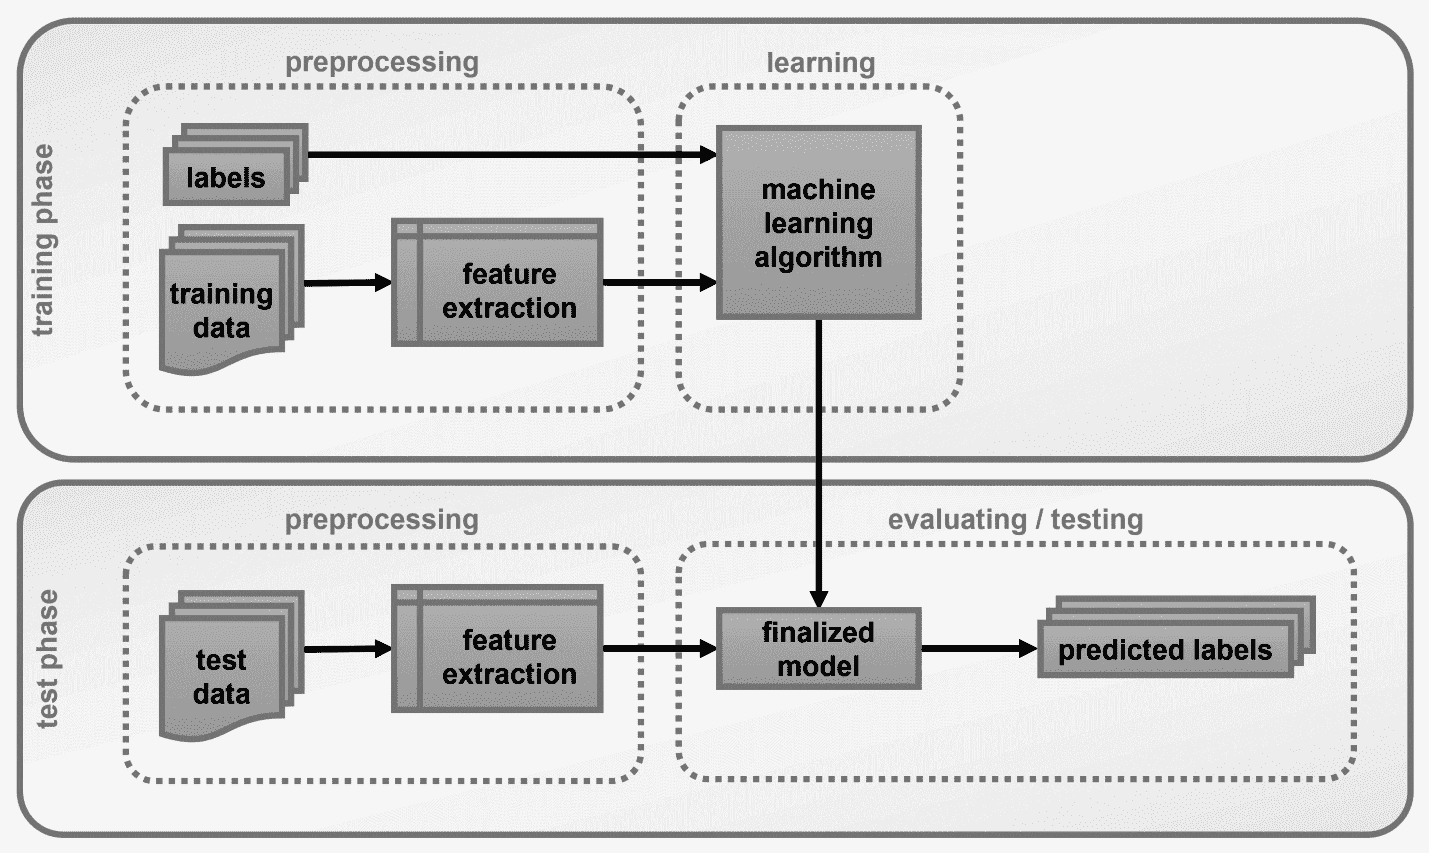 preprocessing
learning
training phase
labels
machine
learning
algorithm
training
data
feature
extraction
preprocessing
evaluating / testing
test phase
test
data
feature
extraction
finalized
model
predicted labels